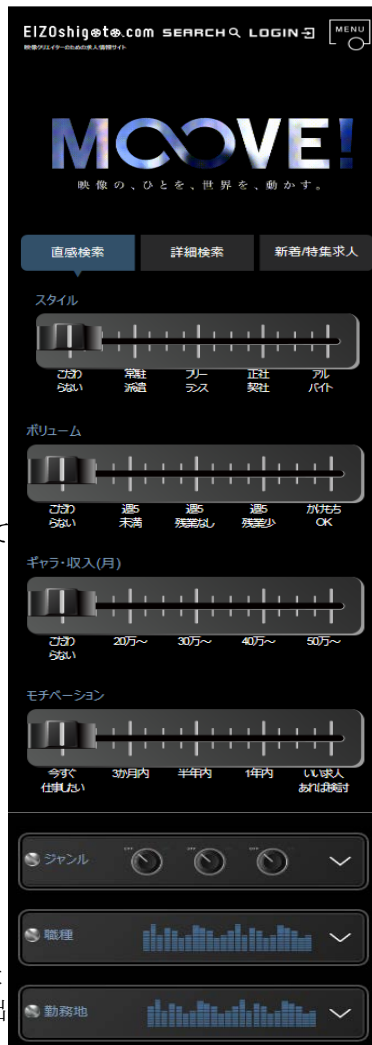 EIZOshigoto.com SEARCH LOGIN MENU
映像クリエイターのための求人情報サイト
MOOVE!
映像の、ひとを、世界を、動かす。
直感検索 詳細検索 新着/特集求人
スタイル
こだわ 常駐 フリー 正社 アル
らない 派遣 ランス 契社 バイト
ボリューム
こだわ 週5 週5 週5 かけもち
らない 未満 残業なし 残業少 OK
ギャラ・収入(月)
こだわ 20万〜 30万〜 40万〜 50万〜
らない
モチベーション
今すぐ 3か月内 半年内 1年内 いい求人
仕事したい あれば検討
ジャンル
職種
勤務地